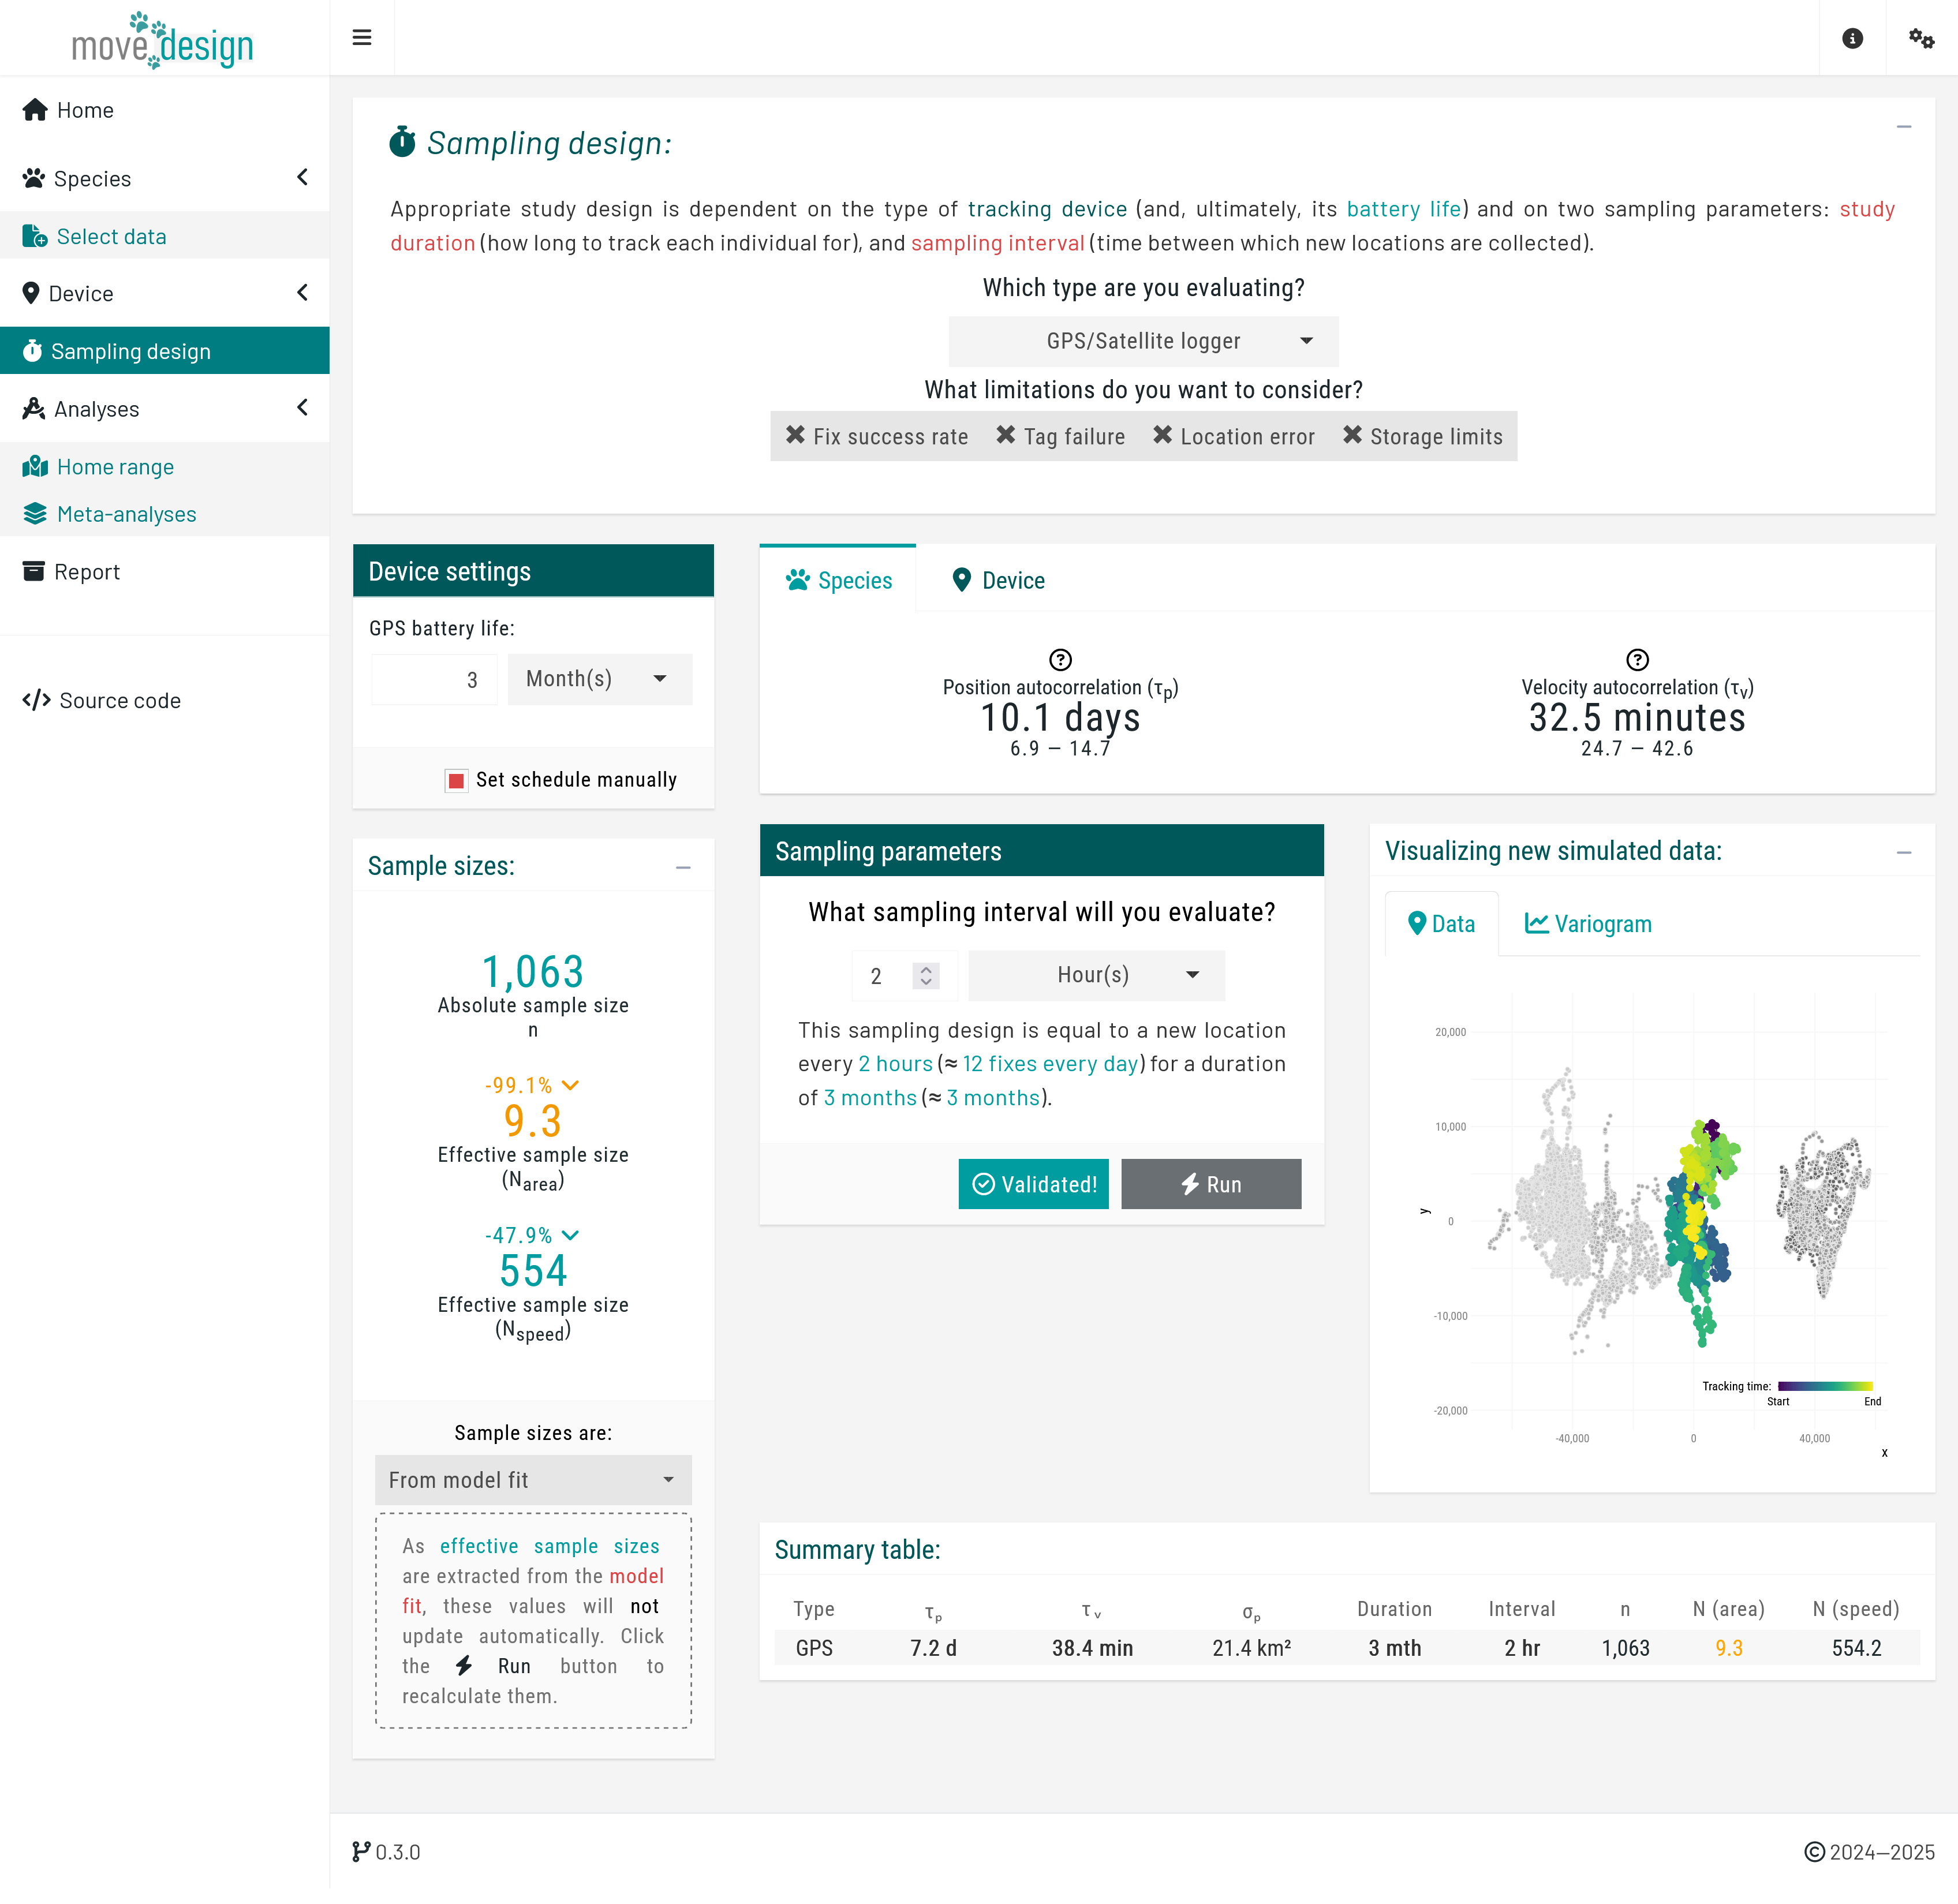 move.design
Home
Species
Select data
Device
Sampling design
Analyses
Home range
Meta-analyses
Report
Source code
Sampling design:
Appropriate study design is dependent on the type of tracking device (and, ultimately, its battery life) and on two sampling parameters: study
duration (how long to track each individual for), and sampling interval (time between which new locations are collected).
Which type are you evaluating?
GPS/Satellite logger
What limitations do you want to consider?
Fix success rate Tag failure Location error Storage limits
Device settings
GPS battery life:
3 Month(s)
Set schedule manually
Species Device
Position autocorrelation (τp)
10.1 days
6.9 — 14.7
Velocity autocorrelation (τv)
32.5 minutes
24.7 — 42.6
Sample sizes:
1,063
Absolute sample size
n
-99.1%
9.3
Effective sample size
(Narea)
-47.9%
554
Effective sample size
(Nspeed)
Sample sizes are:
From model fit
As effective sample sizes
are extracted from the model
fit, these values will not
update automatically. Click
the Run button to
recalculate them.
Sampling parameters
What sampling interval will you evaluate?
2 Hour(s)
This sampling design is equal to a new location
every 2 hours (≈ 12 fixes every day) for a duration
of 3 months (≈ 3 months).
Validated! Run
Visualizing new simulated data:
Data Variogram
20,000
10,000
y
0
-10,000
-20,000
Tracking time:
Start End
-40,000 0 40,000
x
Summary table:
Type τp τv σp Duration Interval n N (area) N (speed)
GPS 7.2 d 38.4 min 21.4 km² 3 mth 2 hr 1,063 9.3 554.2
0.3.0
© 2024—2025